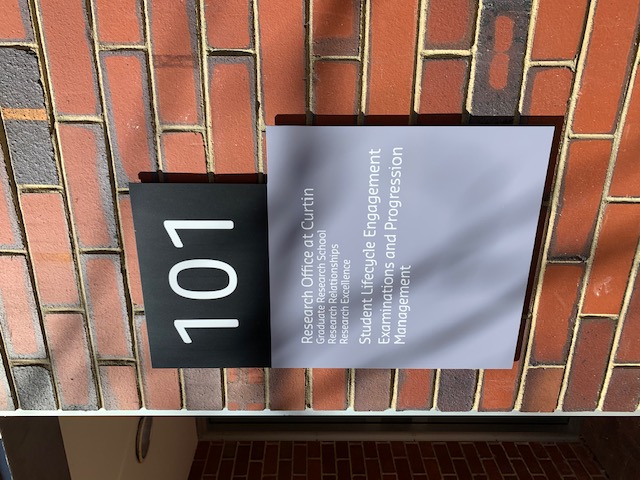 101
Research Office at Curtin
Graduate Research School
Research Relationships
Research Excellence
Student Lifecycle Engagement
Examinations and Progression
Management